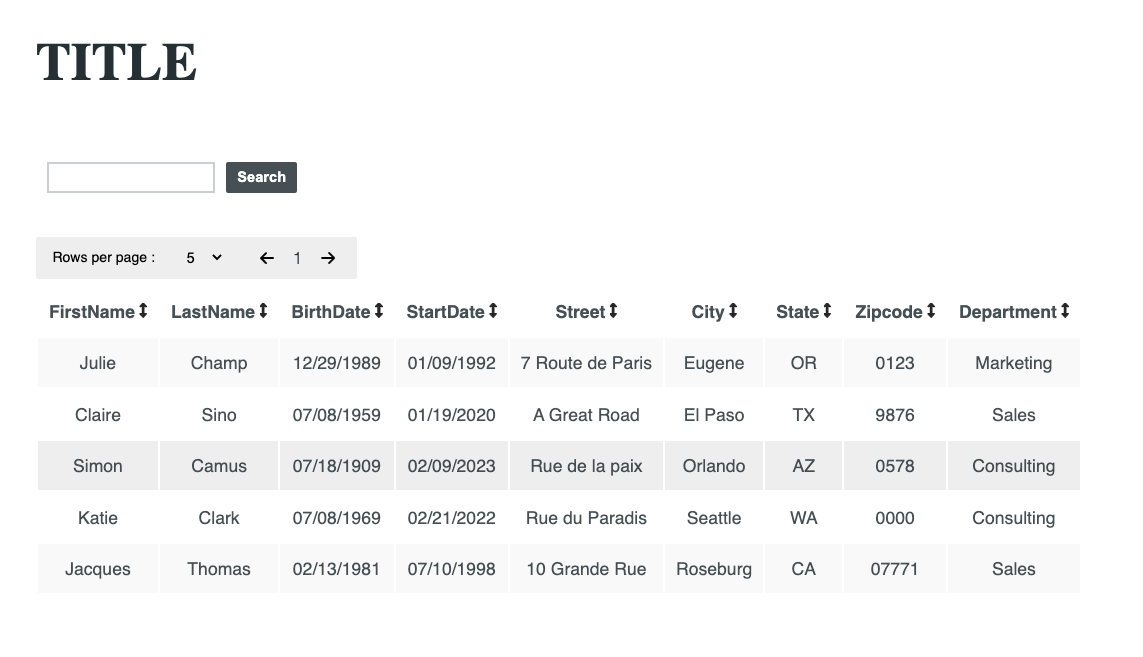 TITLE
Search
Rows per page : 5 1
FirstName LastName BirthDate StartDate Street City State Zipcode Department
Julie Champ 12/29/1989 01/09/1992 7 Route de Paris Eugene OR 0123 Marketing
Claire Sino 07/08/1959 01/19/2020 A Great Road El Paso TX 9876 Sales
Simon Camus 07/18/1909 02/09/2023 Rue de la paix Orlando AZ 0578 Consulting
Katie Clark 07/08/1969 02/21/2022 Rue du Paradis Seattle WA 0000 Consulting
Jacques Thomas 02/13/1981 07/10/1998 10 Grande Rue Roseburg CA 07771 Sales